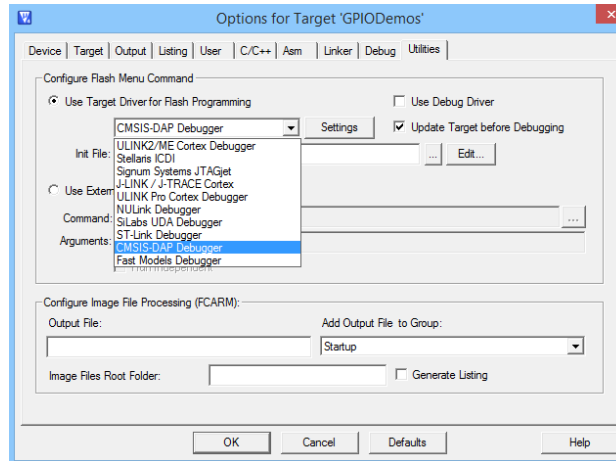 Options for Target 'GPIODemos'
Device Target Output Listing User C/C++ Asm Linker Debug Utilities
Configure Flash Menu Command
Use Target Driver for Flash Programming
Use Debug Driver
CMSIS-DAP Debugger
Settings
Update Target before Debugging
Init File:
... Edit...
ULINK2/ME Cortex Debugger
Stellaris ICDI
Signum Systems JTAGjet
J-LINK / J-TRACE Cortex
ULINK Pro Cortex Debugger
NULink Debugger
SiLabs UDA Debugger
ST-Link Debugger
CMSIS-DAP Debugger
Fast Models Debugger
Use Extern
Command:
...
Arguments:
Independent
Configure Image File Processing (FCARM):
Output File:
Add Output File to Group:
Startup
Image Files Root Folder:
Generate Listing
OK Cancel Defaults Help